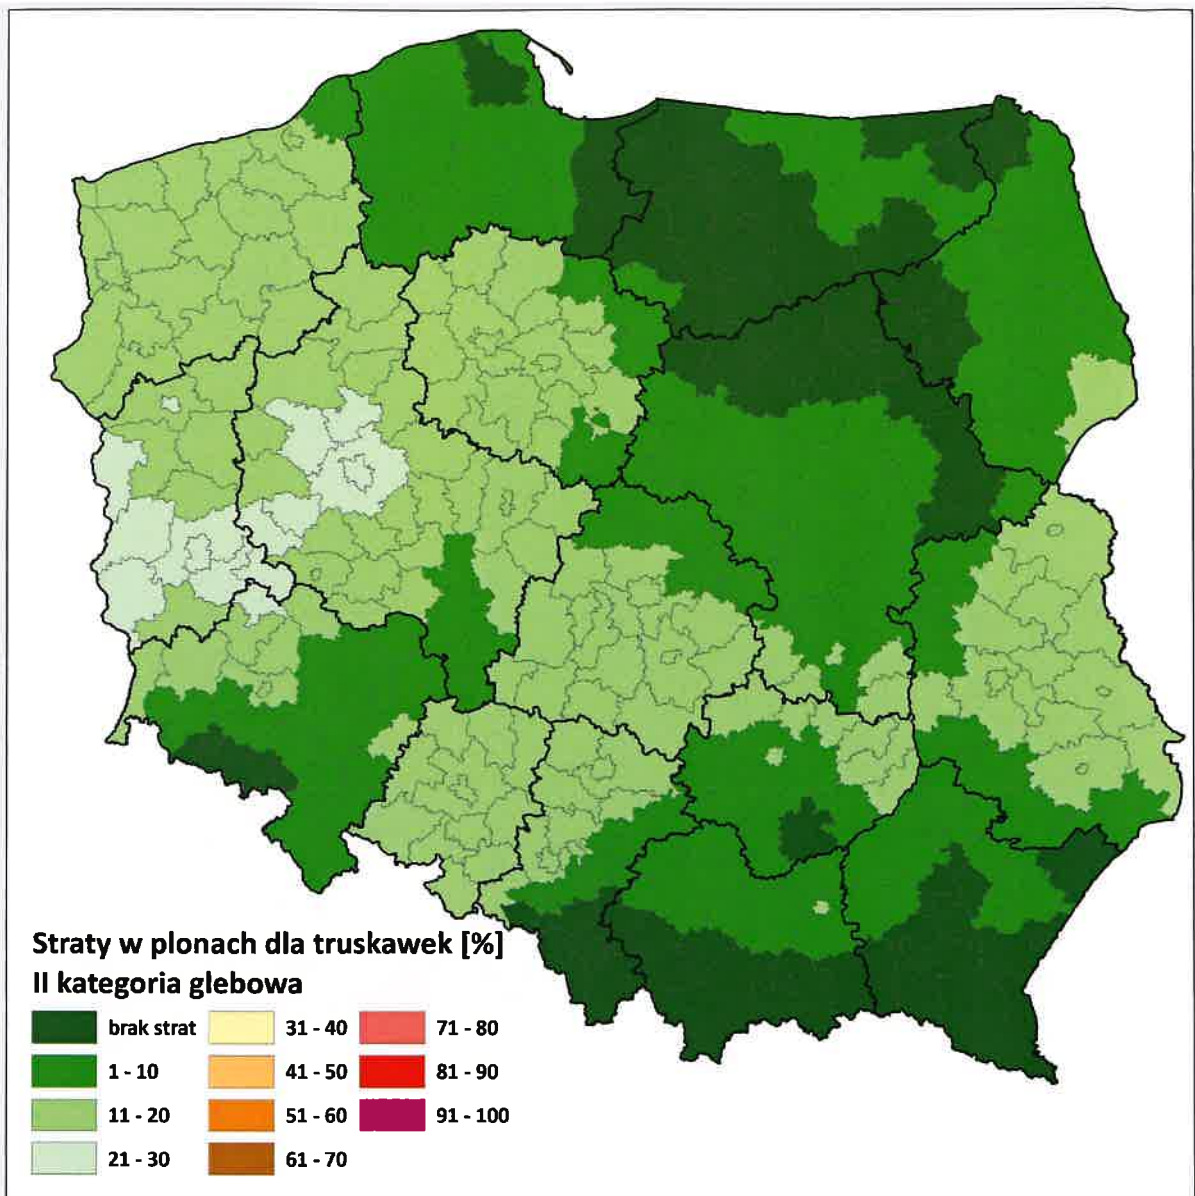 Straty w plonach dla truskawek [%]
II kategoria glebowa
brak strat
1 - 10
11 - 20
21 - 30
31 - 40
41 - 50
51 - 60
61 - 70
71 - 80
81 - 90
91 - 100